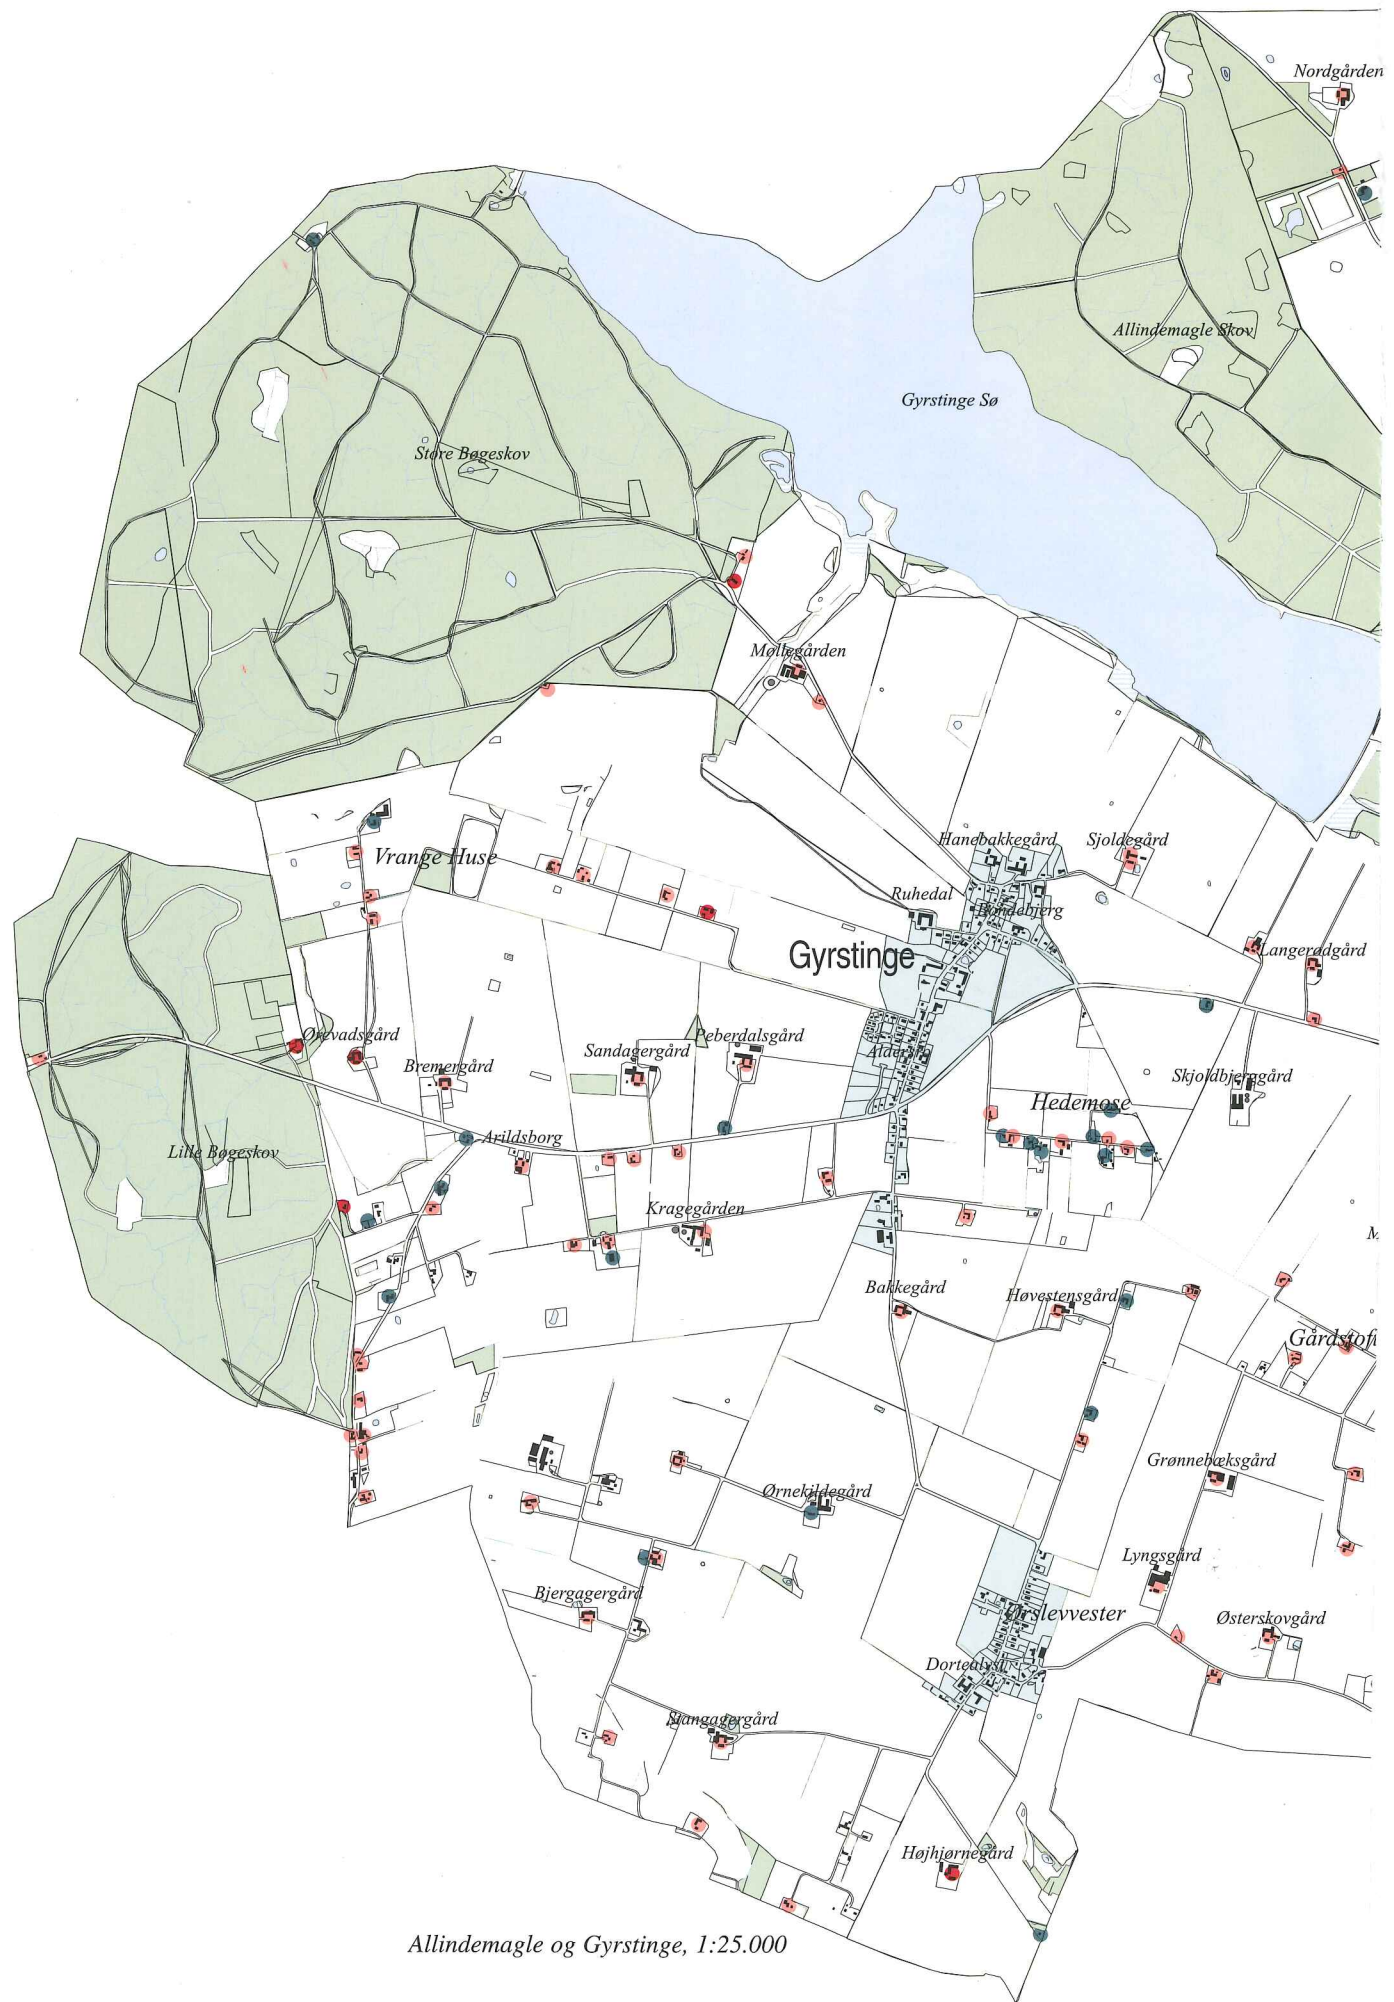 Nordgården
Allindemagle Skov
Gyrstinge Sø
Store Bøgeskov
Møllegården
Hanebakkegård
Sjoldegård
Vrange Huse
Ruhedal
Bondebjerg
Gyrstinge
Langerødgård
Ørevadsgård
Peberdalsgård
Sandagergård
Bremergård
Skjoldbjerggård
Hedemose
Arildsborg
Lille Bøgeskov
Kragegården
Bakkegård
Høvestensgård
Gårdstoft
Grønnebæksgård
Ørnekildegård
Lyngsgård
Bjergagergård
Ørslevvester
Østerskovgård
Dortealyst
Stangagergård
Højhjørnegård
Allindemagle og Gyrstinge, 1:25.000